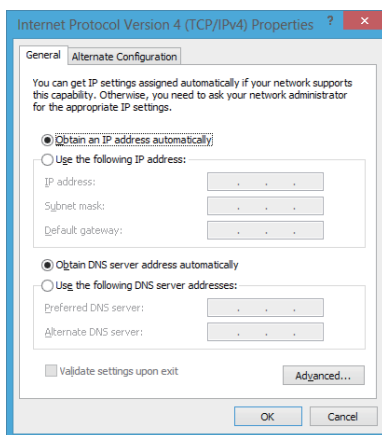 Internet Protocol Version 4 (TCP/IPv4) Properties ? ×
General Alternate Configuration
You can get IP settings assigned automatically if your network supports
this capability. Otherwise, you need to ask your network administrator
for the appropriate IP settings.
Obtain an IP address automatically
Use the following IP address:
IP address: . . .
Subnet mask: . . .
Default gateway: . . .
Obtain DNS server address automatically
Use the following DNS server addresses:
Preferred DNS server: . . .
Alternate DNS server: . . .
Validate settings upon exit
Advanced...
OK Cancel